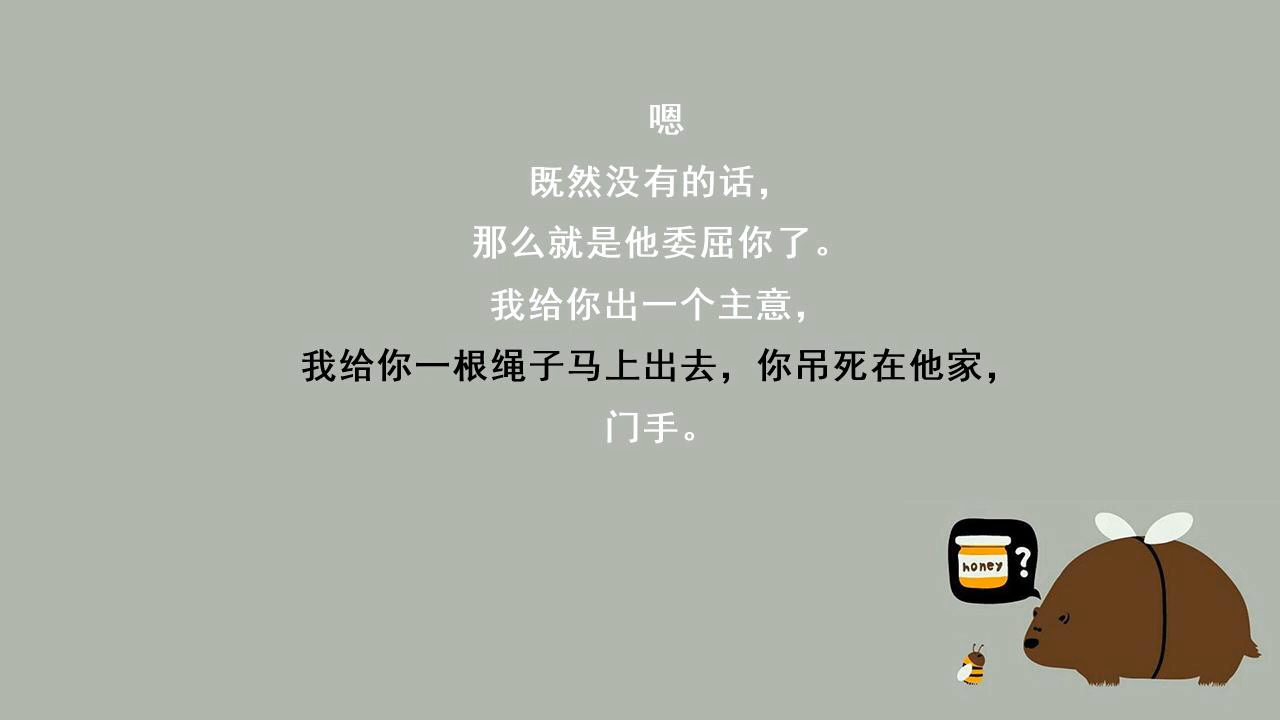 嗯
既然没有的话，
那么就是他委屈你了。
我给你出一个主意，
我给你一根绳子马上出去，你吊死在他家，
门手。
honey
?